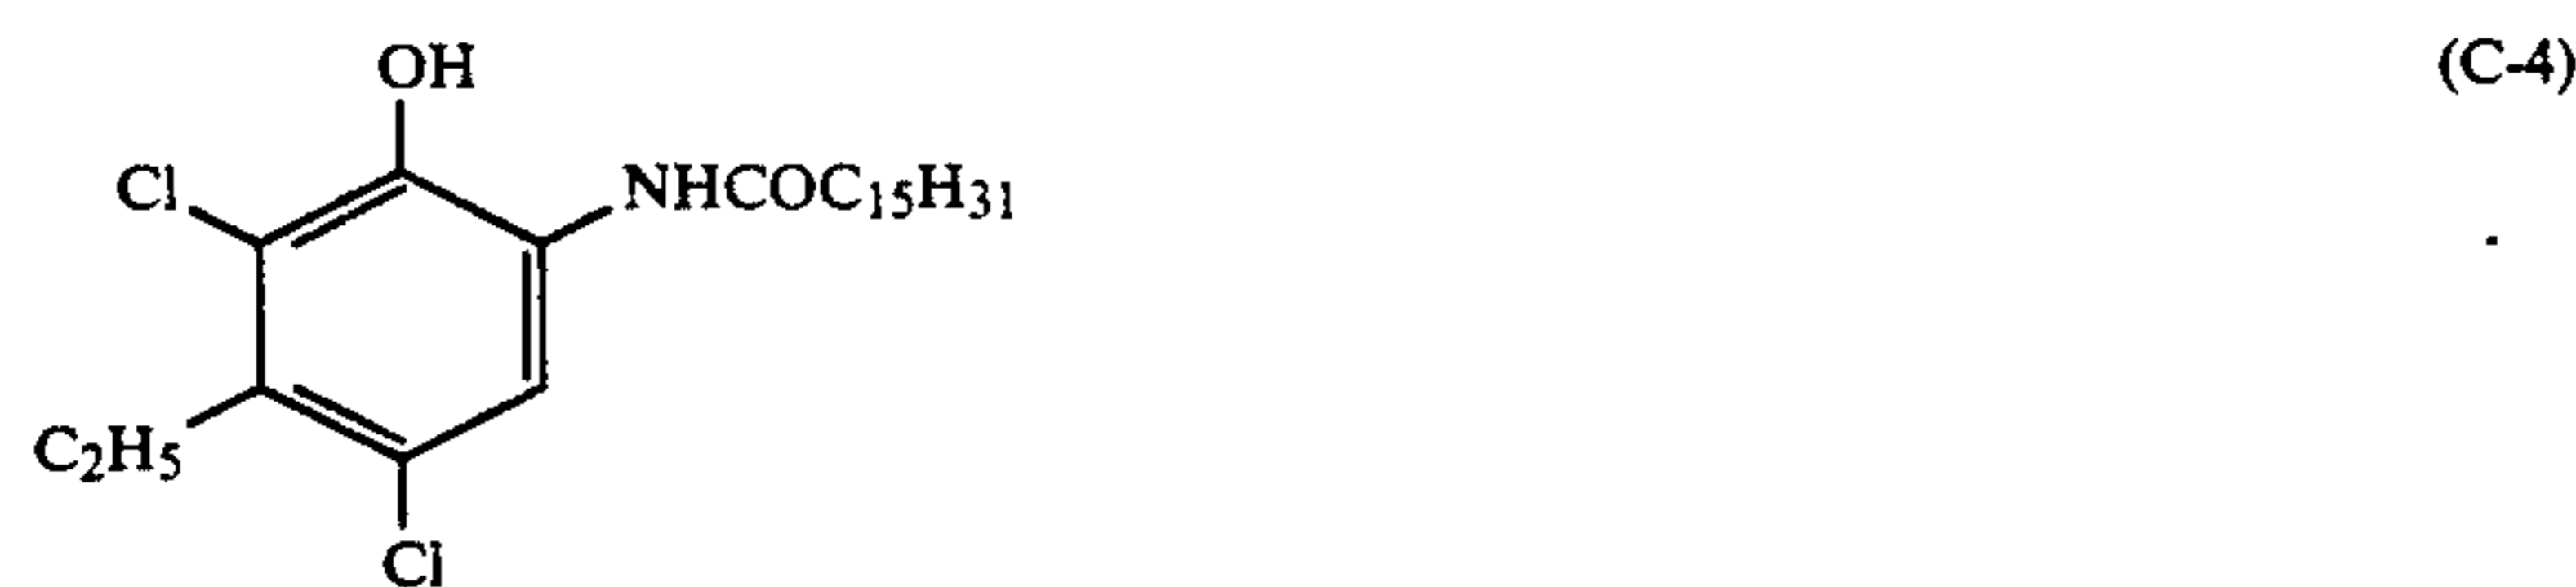 OH
(C-4)
Cl
NHCOC₁₅H₃₁
C₂H₅
Cl